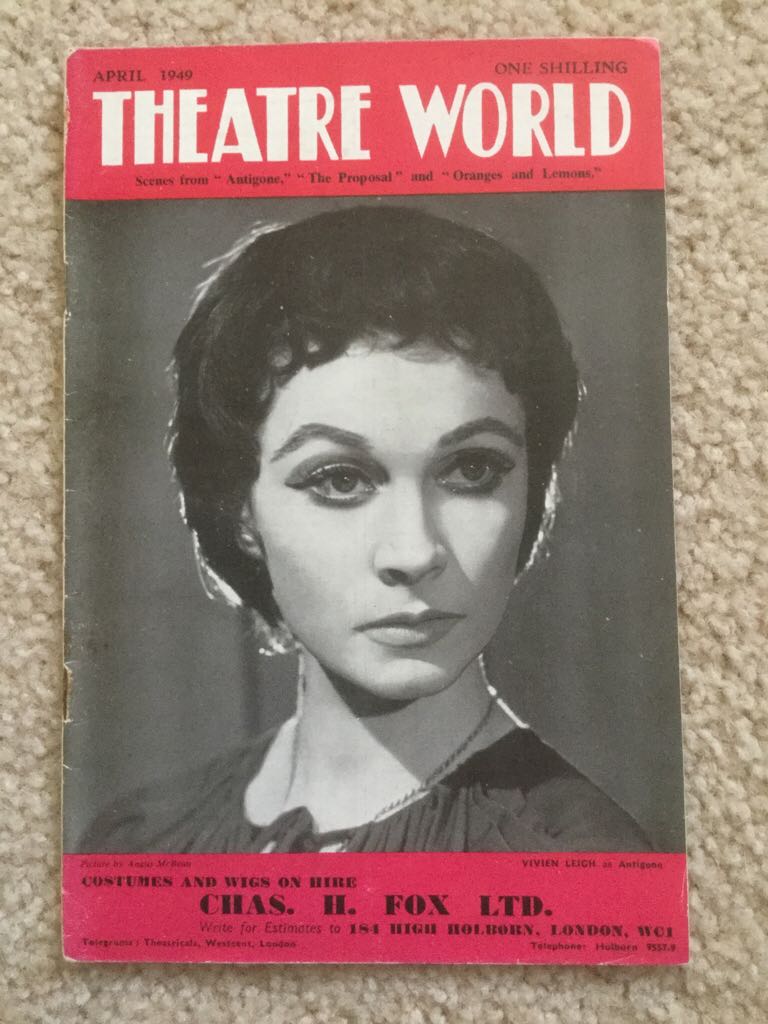 APRIL 1949 ONE SHILLING
THEATRE WORLD
Scenes from "Antigone," "The Proposal" and "Oranges and Lemons."
Picture by Angus McBean VIVIEN LEIGH as Antigone
COSTUMES AND WIGS ON HIRE
CHAS. H. FOX LTD.
Write for Estimates to 184 HIGH HOLBORN, LONDON, WC1
Telegrams: Theatricals, Westcent, London Telephone: Holborn 9557-9